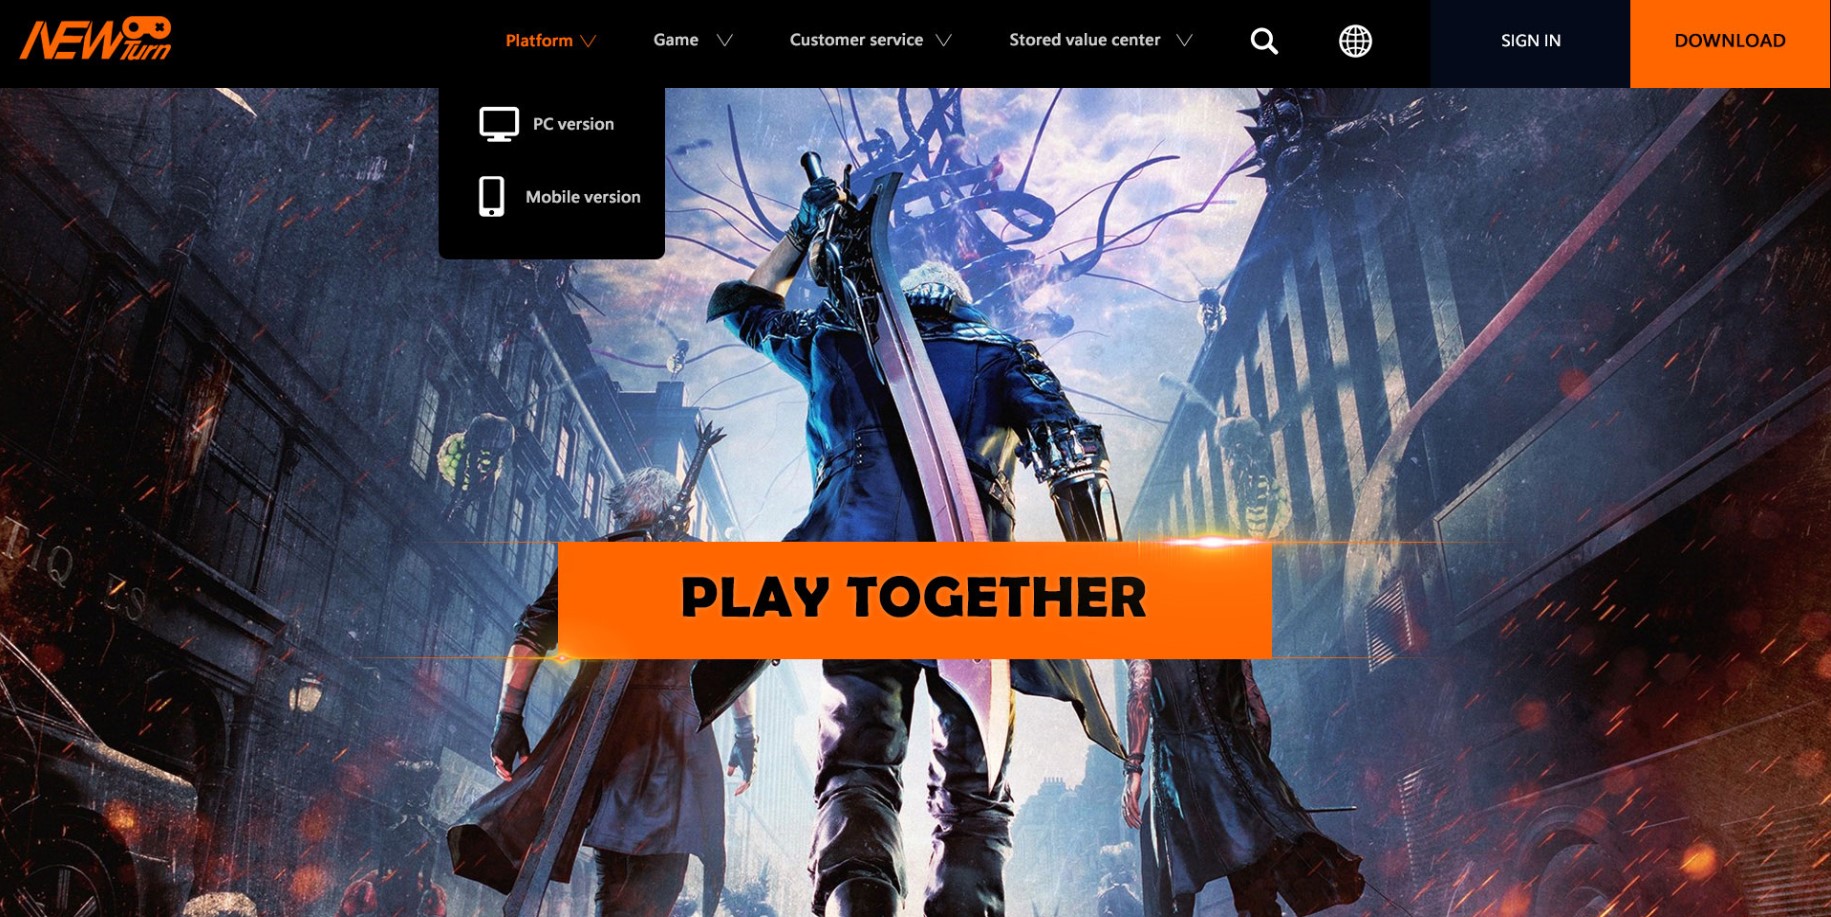 NEW Turn
Platform
Game
Customer service
Stored value center
SIGN IN
DOWNLOAD
PC version
Mobile version
PLAY TOGETHER